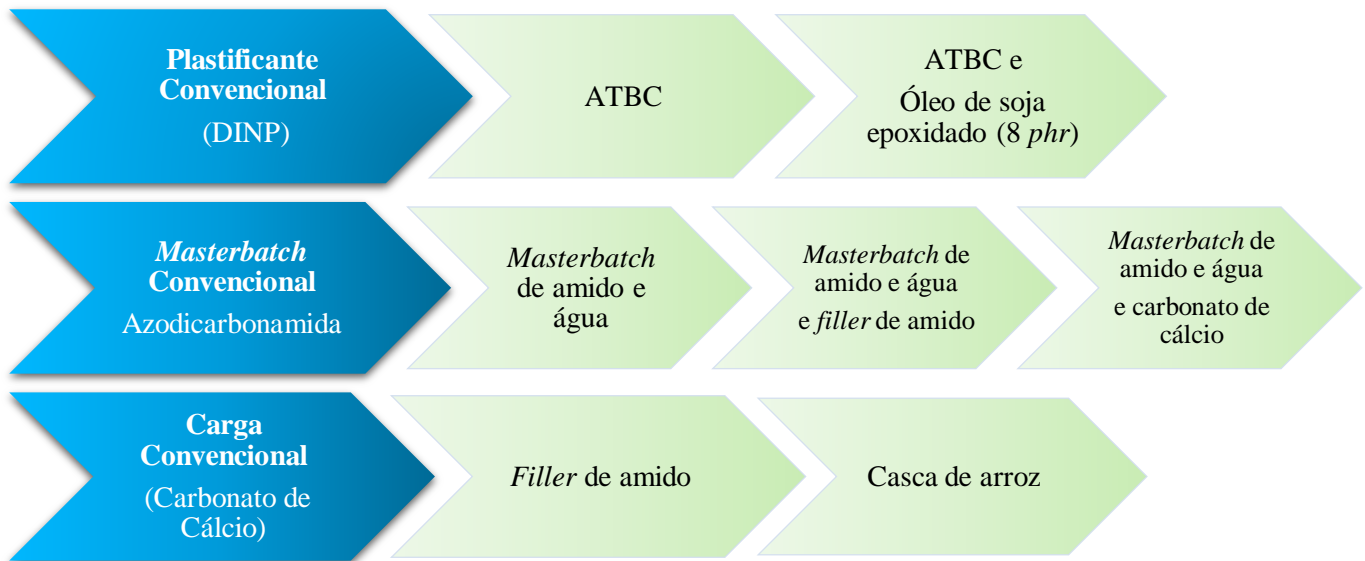 Plastificante
Convencional
(DINP)
ATBC
ATBC e
Óleo de soja
epoxidado (8 phr)
Masterbatch
Convencional
Azodicarbonamida
Masterbatch
de amido e
água
Masterbatch de
amido e água
e filler de amido
Masterbatch de
amido e água
e carbonato de
cálcio
Carga
Convencional
(Carbonato de
Cálcio)
Filler de amido
Casca de arroz